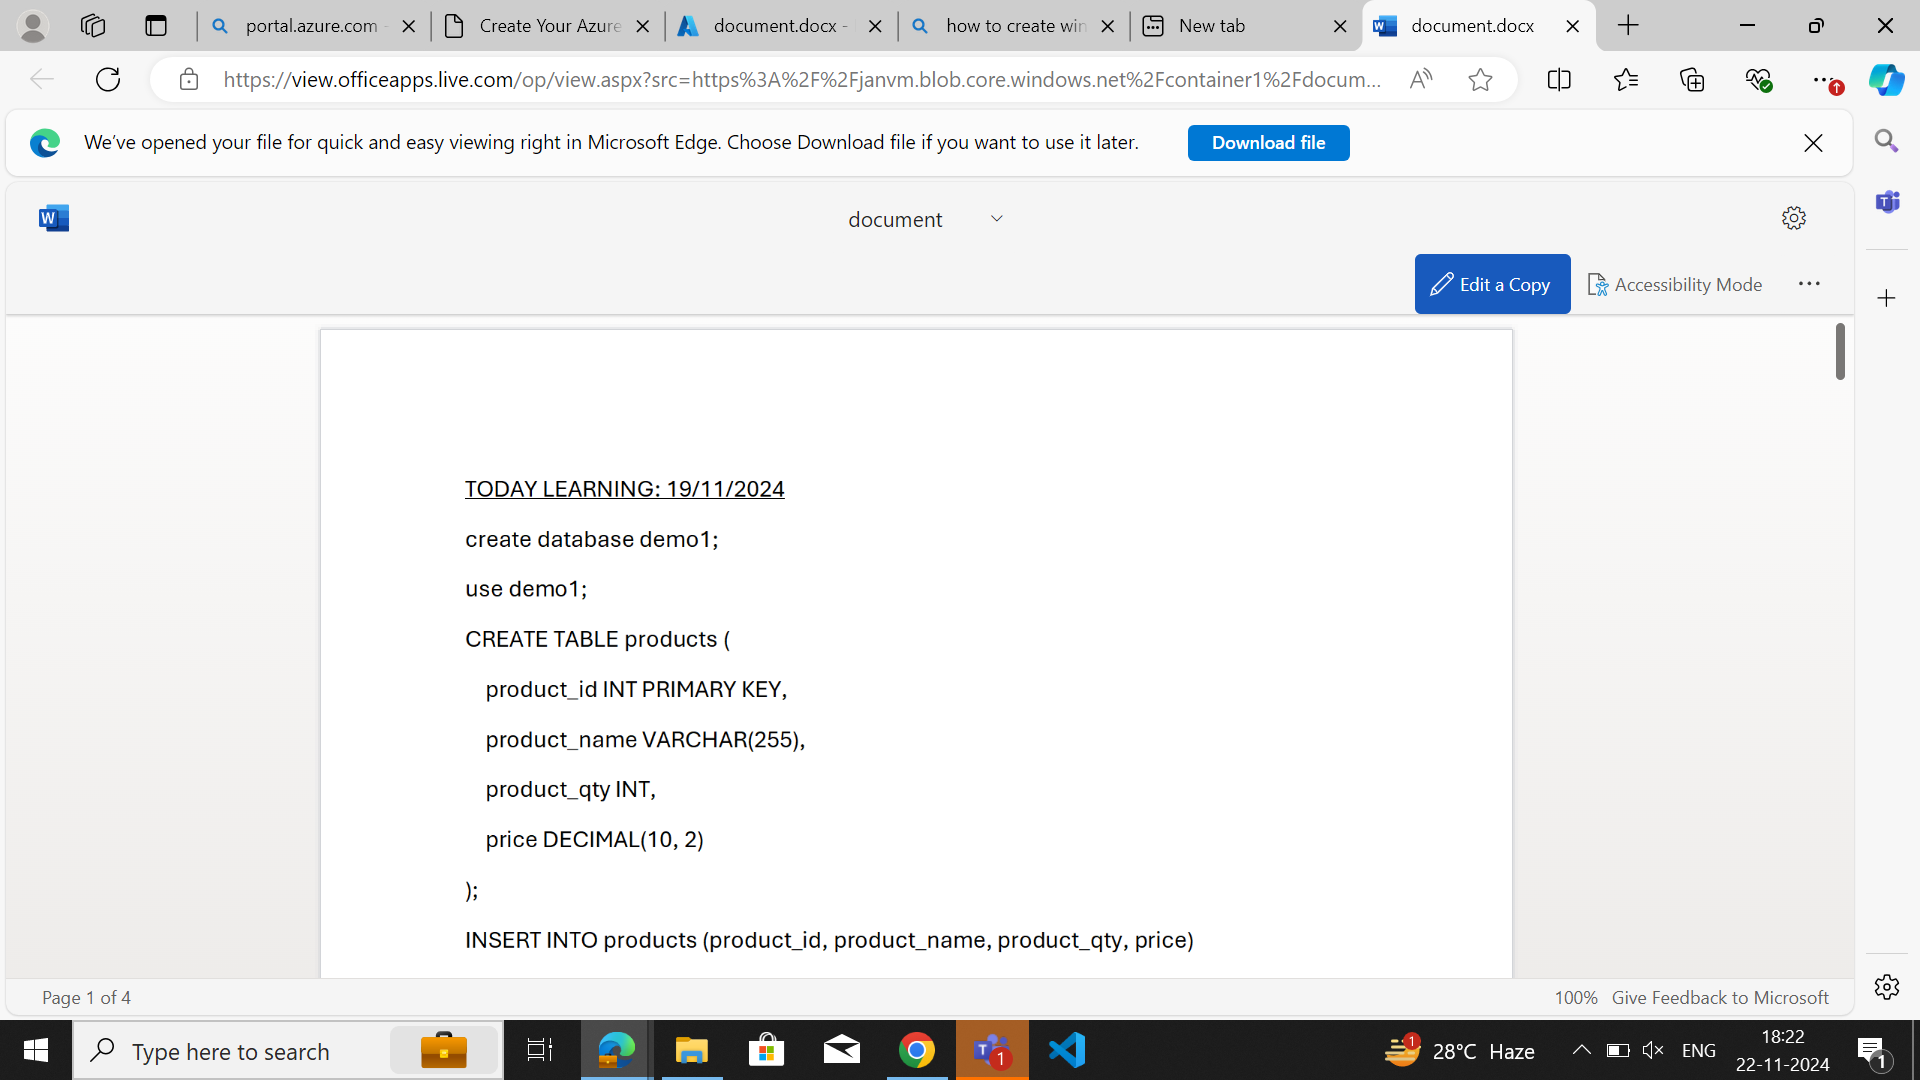 portal.azure.com -
Create Your Azure
document.docx -
how to create win
New tab
document.docx
https://view.officeapps.live.com/op/view.aspx?src=https%3A%2F%2Fjanvm.blob.core.windows.net%2Fcontainer1%2Fdocum...
We've opened your file for quick and easy viewing right in Microsoft Edge. Choose Download file if you want to use it later.
Download file
document
Edit a Copy
Accessibility Mode
TODAY LEARNING: 19/11/2024
create database demo1;
use demo1;
CREATE TABLE products (
product_id INT PRIMARY KEY,
product_name VARCHAR(255),
product_qty INT,
price DECIMAL(10, 2)
);
INSERT INTO products (product_id, product_name, product_qty, price)
Page 1 of 4
100%
Give Feedback to Microsoft
Type here to search
1
1
28°C Haze
ENG
18:22
22-11-2024
1